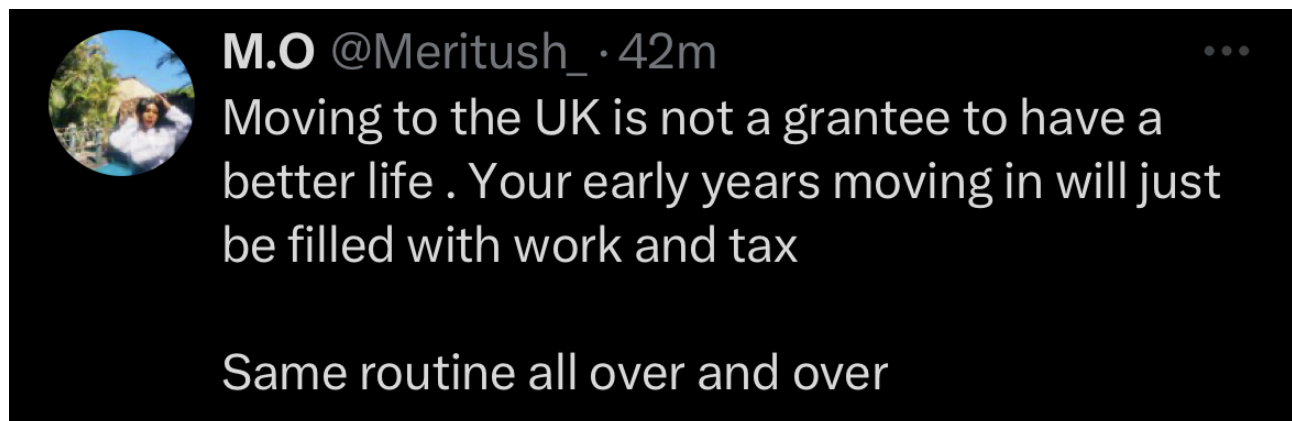 M.O @Meritush_ · 42m
Moving to the UK is not a grantee to have a
better life . Your early years moving in will just
be filled with work and tax
Same routine all over and over